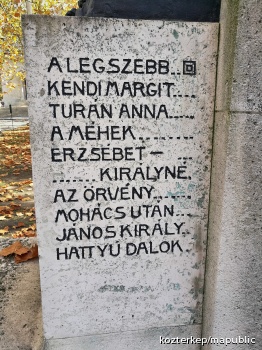 A LEGSZEBB..
KENDI MARGIT....
TURÁN ANNA....
A MÉHEK.........
ERZSÉBET —...
......KIRÁLYNÉ.
AZ ÖRVÉNY......
MOHÁCS UTÁN...
JÁNOS KIRÁLY..
HATTYÚ DALOK
kozterkep/mapublic